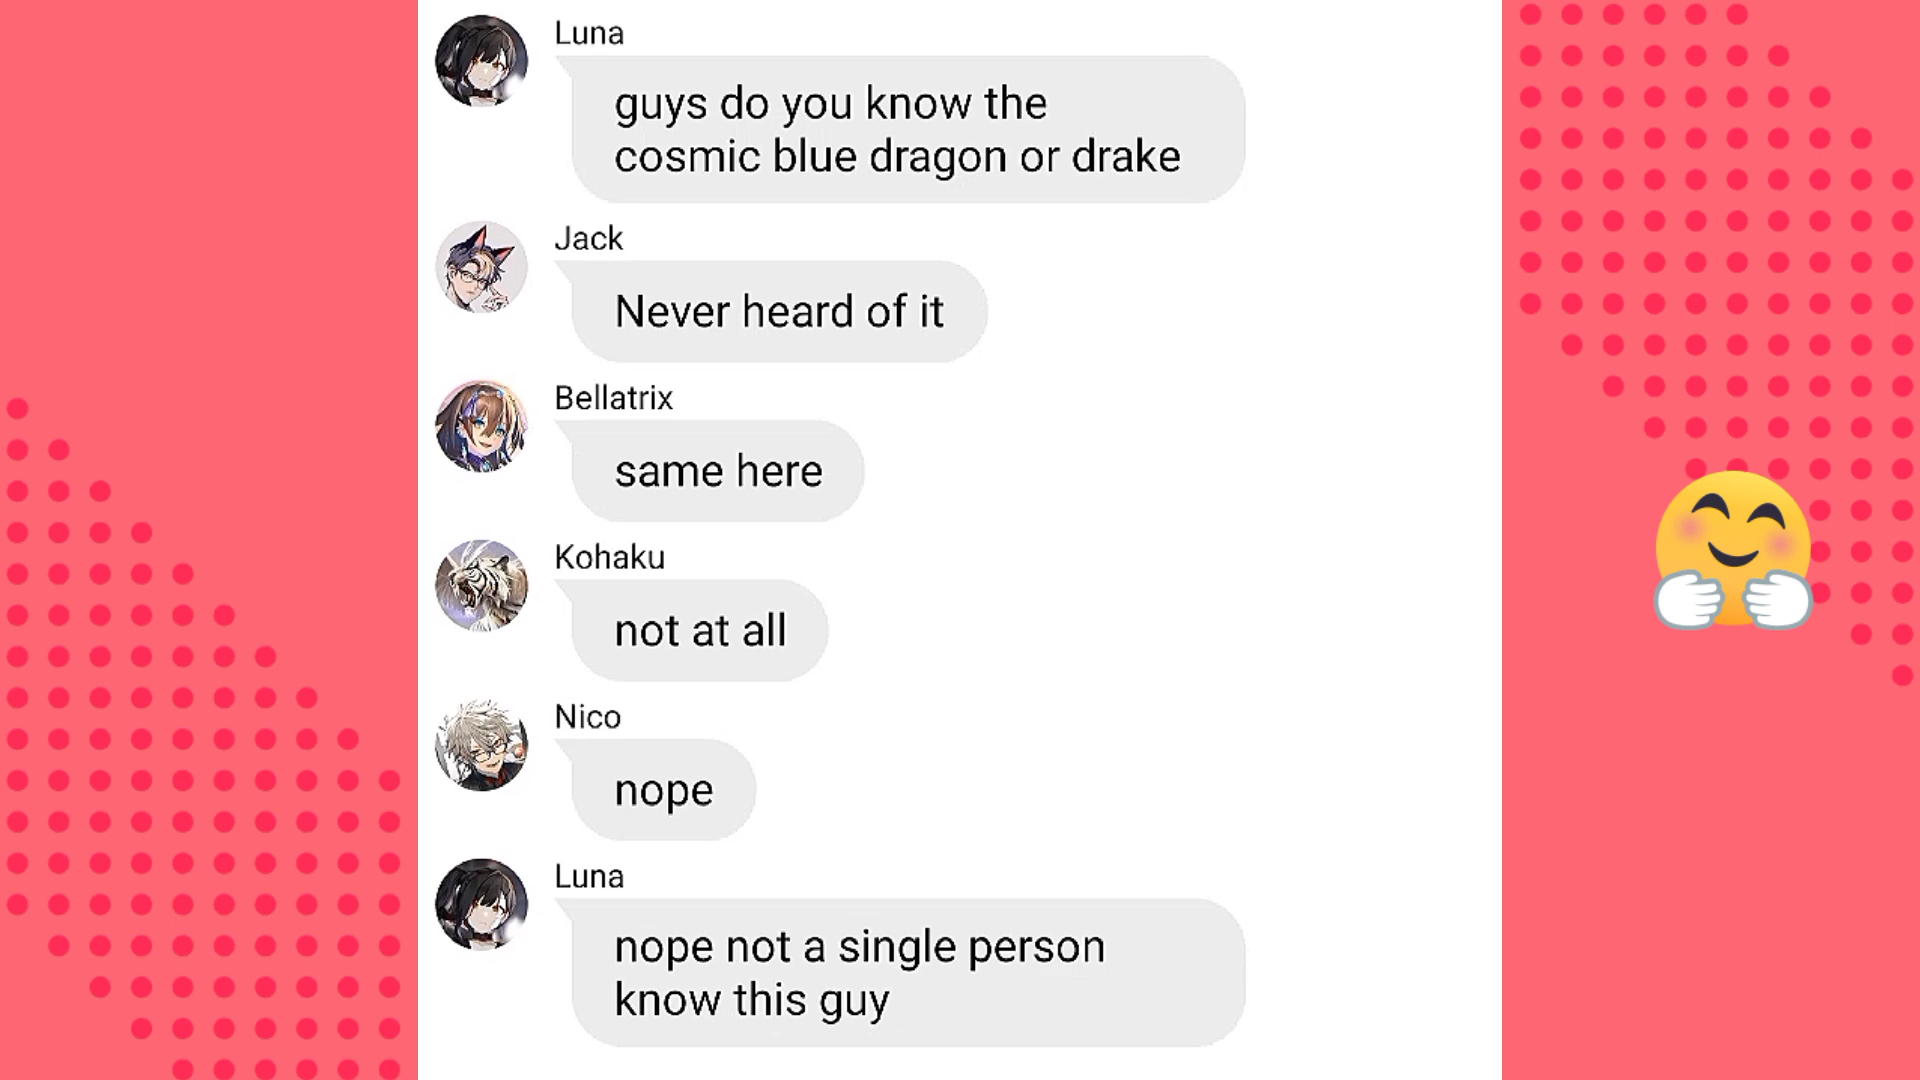 Luna
guys do you know the
cosmic blue dragon or drake
Jack
Never heard of it
Bellatrix
same here
Kohaku
not at all
Nico
nope
Luna
nope not a single person
know this guy